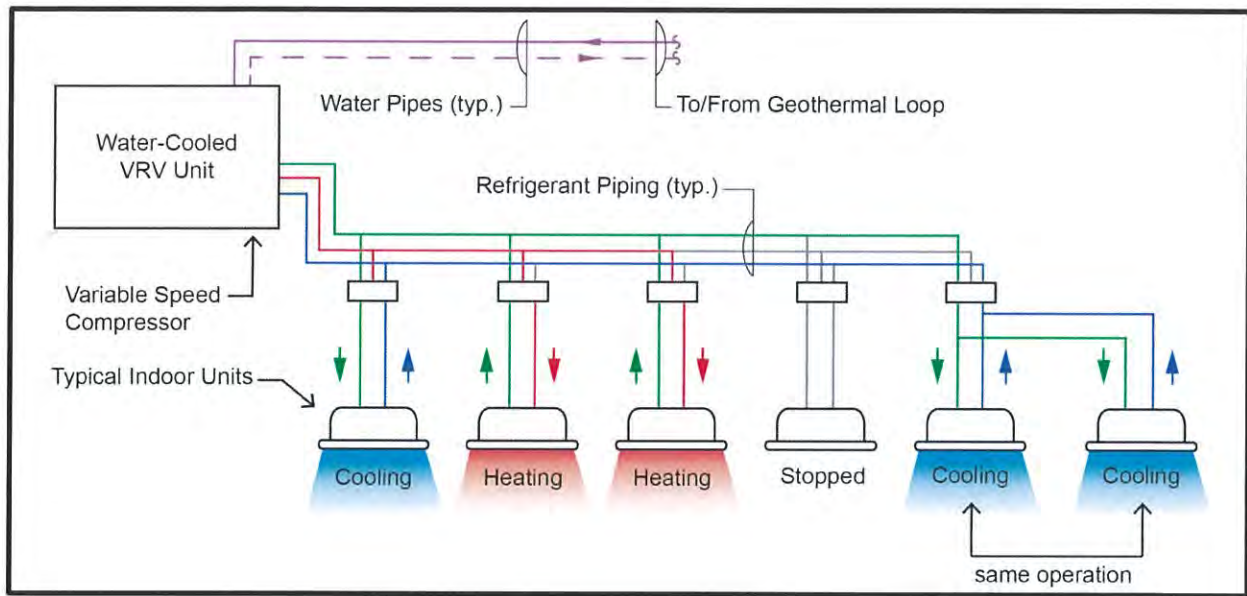 Water Pipes (typ.)
To/From Geothermal Loop
Water-Cooled
VRV Unit
Refrigerant Piping (typ.)
Variable Speed
Compressor
Typical Indoor Units
Cooling
Heating
Heating
Stopped
Cooling
Cooling
same operation